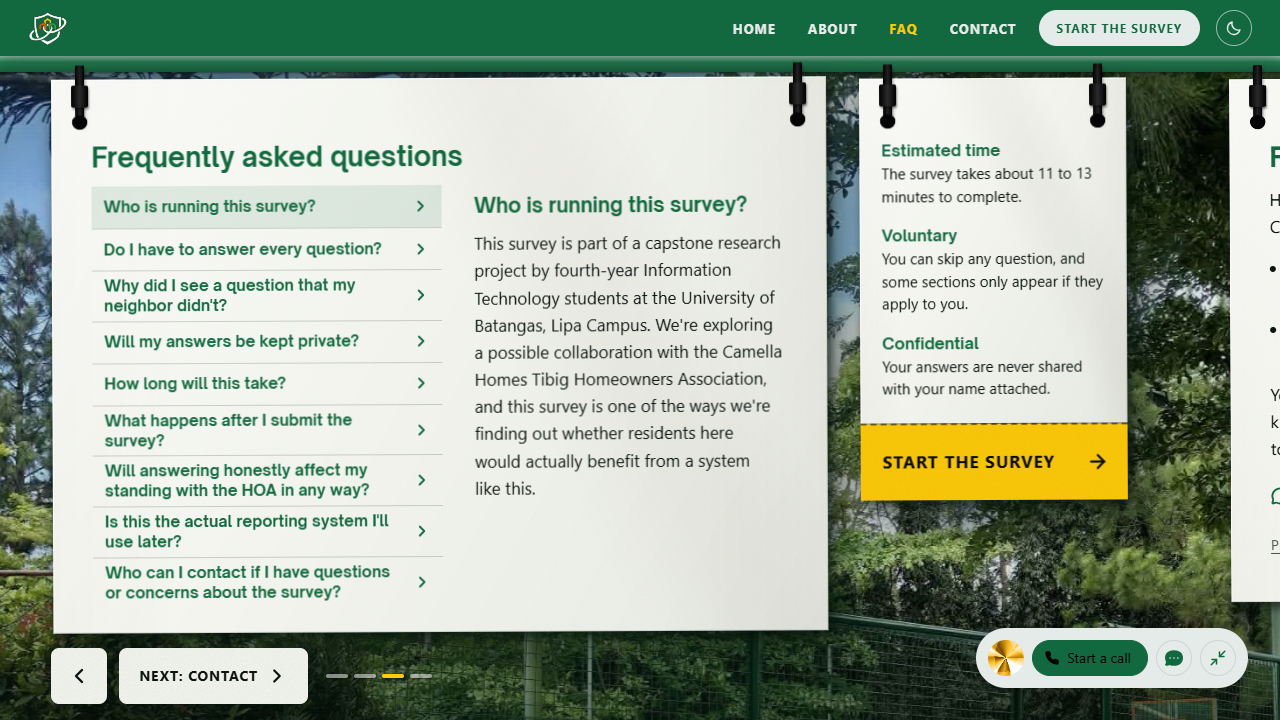 HOME
ABOUT
FAQ
CONTACT
START THE SURVEY
Frequently asked questions
Who is running this survey?
Do I have to answer every question?
Why did I see a question that my
neighbor didn't?
Will my answers be kept private?
How long will this take?
What happens after I submit the
survey?
Will answering honestly affect my
standing with the HOA in any way?
Is this the actual reporting system I'll
use later?
Who can I contact if I have questions
or concerns about the survey?
Who is running this survey?
This survey is part of a capstone research
project by fourth-year Information
Technology students at the University of
Batangas, Lipa Campus. We're exploring
a possible collaboration with the Camella
Homes Tibig Homeowners Association,
and this survey is one of the ways we're
finding out whether residents here
would actually benefit from a system
like this.
Estimated time
The survey takes about 11 to 13
minutes to complete.
Voluntary
You can skip any question, and
some sections only appear if they
apply to you.
Confidential
Your answers are never shared
with your name attached.
START THE SURVEY
NEXT: CONTACT
Start a call